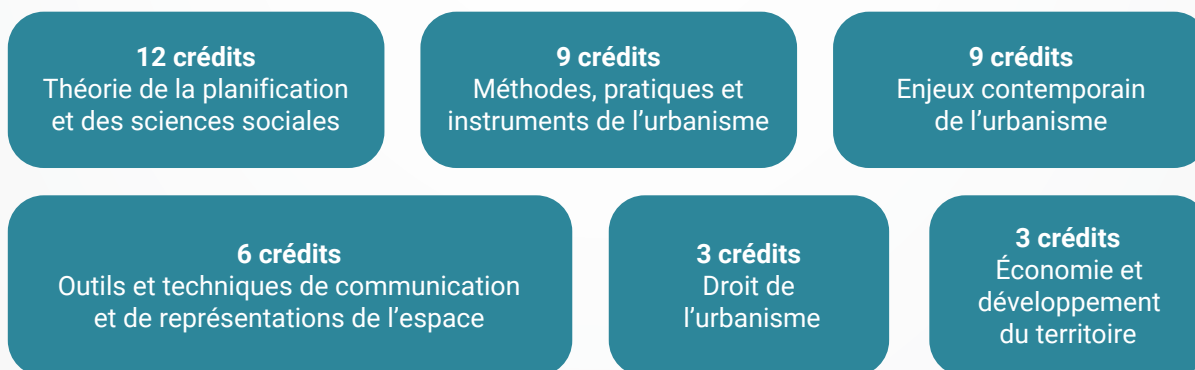 12 crédits
Théorie de la planification
et des sciences sociales
9 crédits
Méthodes, pratiques et
instruments de l’urbanisme
9 crédits
Enjeux contemporain
de l’urbanisme
6 crédits
Outils et techniques de communication
et de représentations de l’espace
3 crédits
Droit de
l’urbanisme
3 crédits
Économie et
développement
du territoire